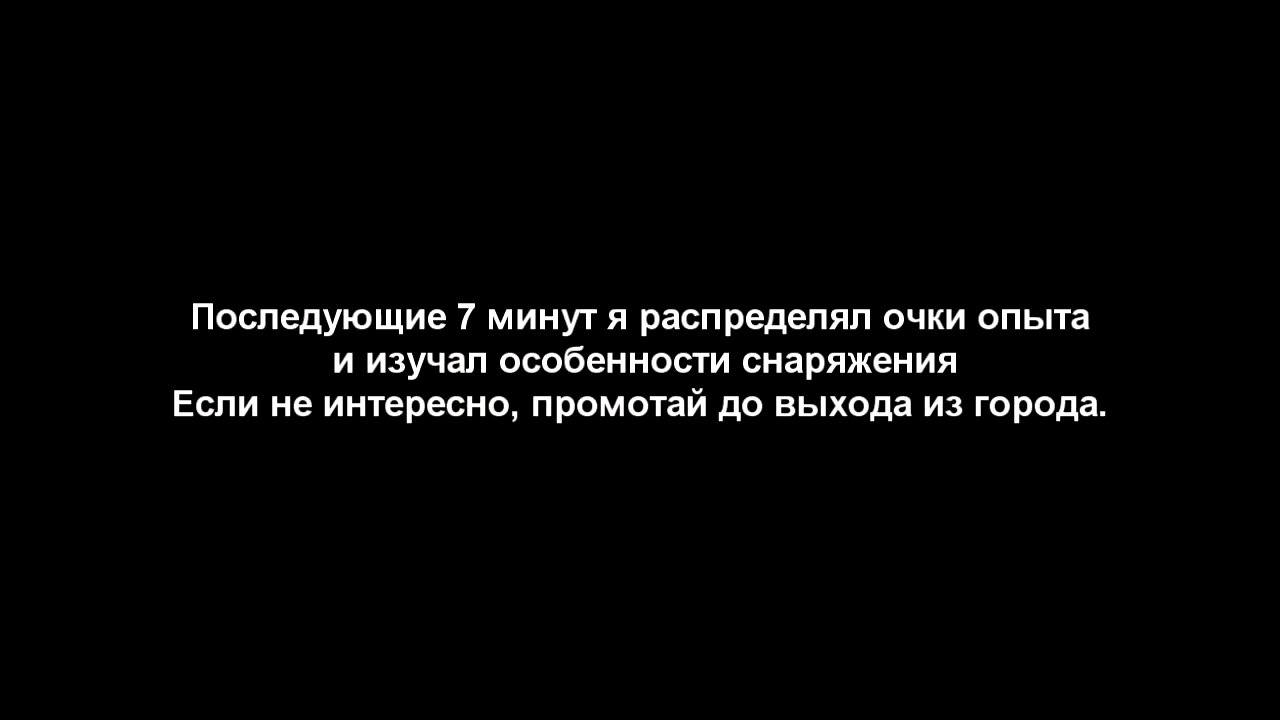 Последующие 7 минут я распределял очки опыта
и изучал особенности снаряжения
Если не интересно, промотай до выхода из города.